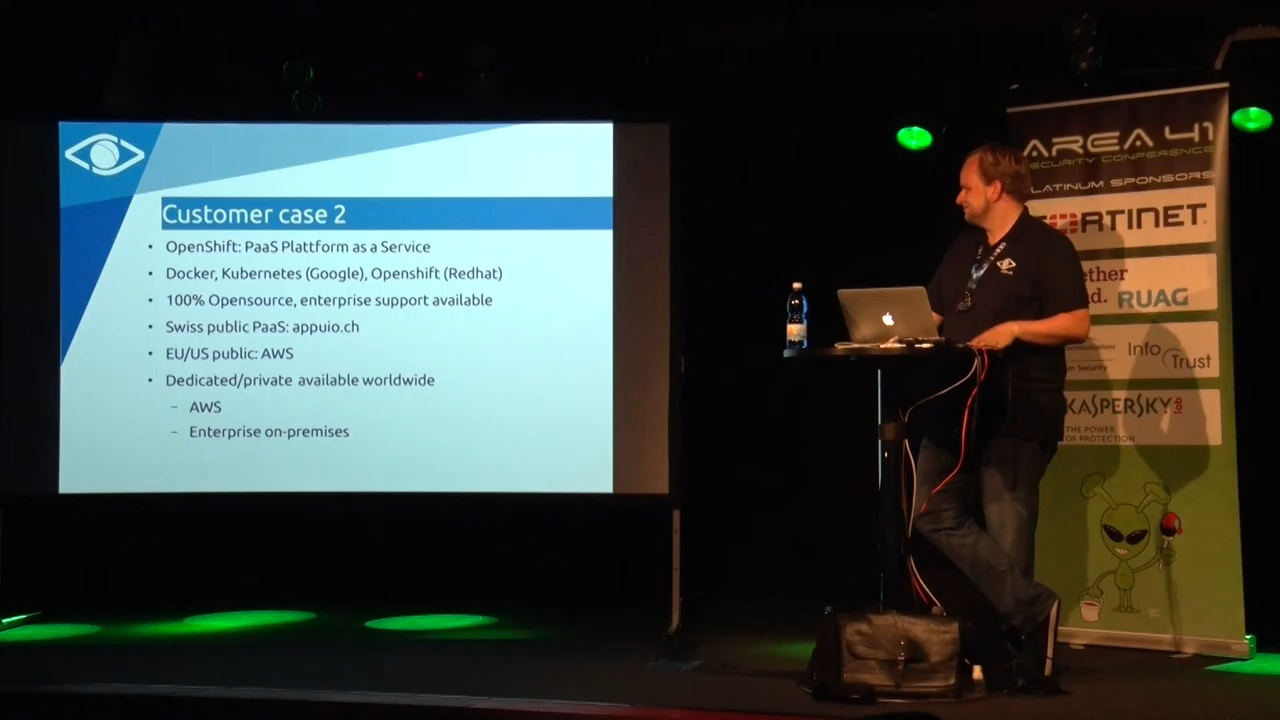 Customer case 2
• OpenShift: PaaS Plattform as a Service
• Docker, Kubernetes (Google), Openshift (Redhat)
• 100% Opensource, enterprise support available
• Swiss public PaaS: appuio.ch
• EU/US public: AWS
• Dedicated/private available worldwide
– AWS
– Enterprise on-premises
AREA 41
SECURITY CONFERENCE
PLATINUM SPONSORS
FORTINET
RUAG
Info Trust
Security
KASPERSKY lab
THE POWER
OF PROTECTION